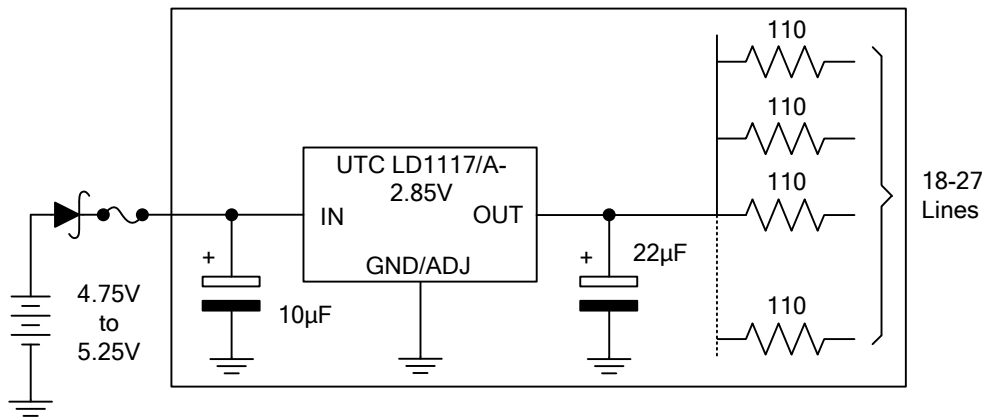 110
110
UTC LD1117/A-
2.85V
110
18-27
Lines
IN
OUT
+
+
22µF
GND/ADJ
4.75V
to
5.25V
10µF
110